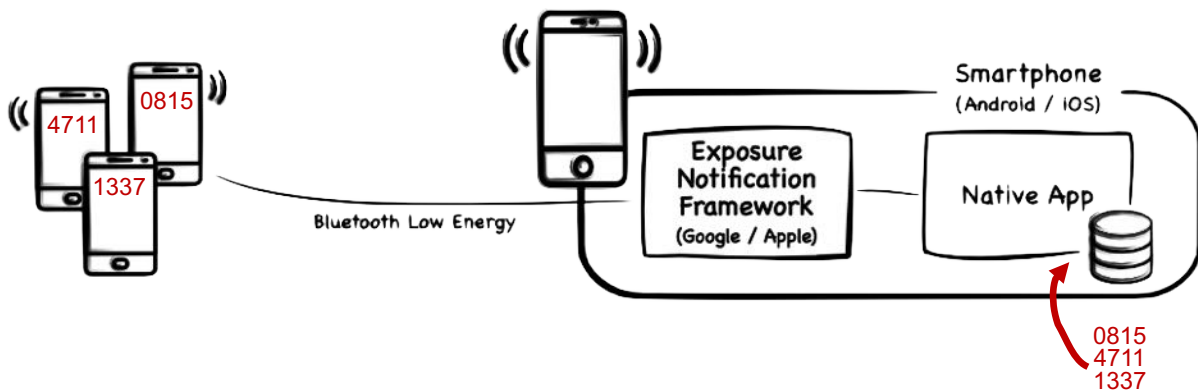 0815
4711
1337
Bluetooth Low Energy
Smartphone
(Android / iOS)
Exposure
Notification
Framework
(Google / Apple)
Native App
0815
4711
1337